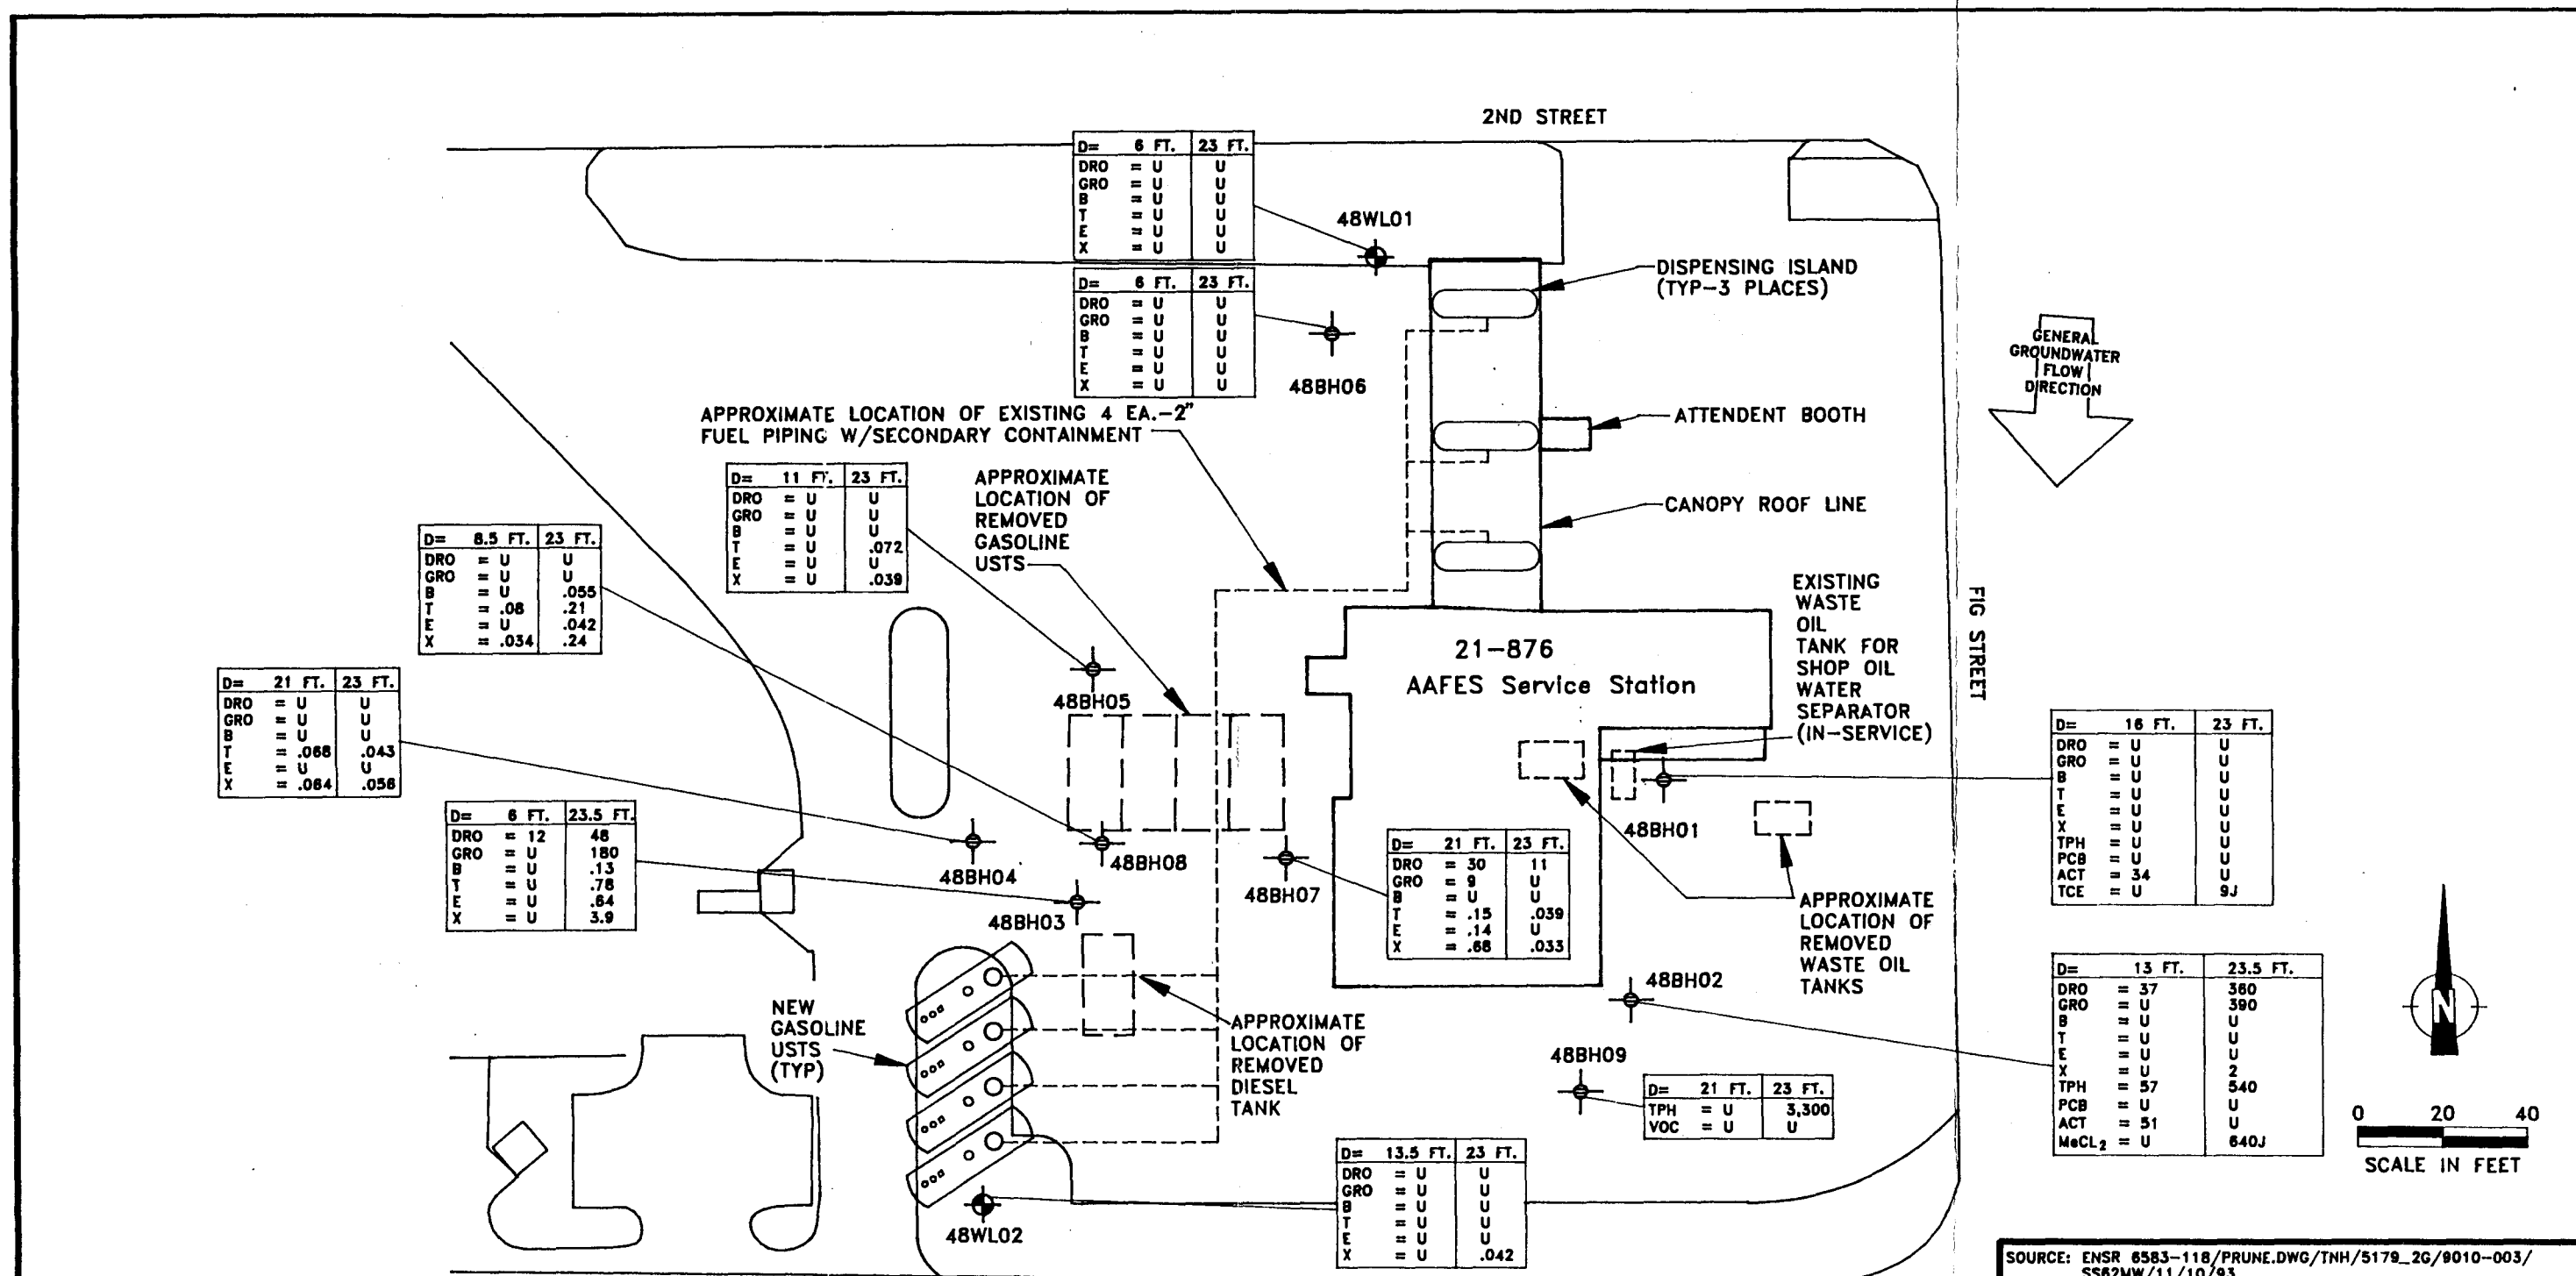 2ND STREET
D= 6 FT. 23 FT.
DRO = U U
GRO = U U
B = U U
T = U U
E = U U
X = U U
48WL01
D= 6 FT. 23 FT.
DRO = U U
GRO = U U
B = U U
T = U U
E = U U
X = U U
48BH06
DISPENSING ISLAND
(TYP-3 PLACES)
GENERAL
GROUNDWATER
FLOW
DIRECTION
ATTENDENT BOOTH
CANOPY ROOF LINE
APPROXIMATE LOCATION OF EXISTING 4 EA.-2"
FUEL PIPING W/SECONDARY CONTAINMENT
D= 11 FT. 23 FT.
DRO = U U
GRO = U U
B = U U
T = U .072
E = U U
X = U .039
APPROXIMATE
LOCATION OF
REMOVED
GASOLINE
USTS
D= 8.5 FT. 23 FT.
DRO = U U
GRO = U U
B = U .055
T = .08 .21
E = U .042
X = .034 .24
EXISTING
WASTE
OIL
TANK FOR
SHOP OIL
WATER
SEPARATOR
(IN-SERVICE)
FIG STREET
21-876
AAFES Service Station
48BH05
D= 21 FT. 23 FT.
DRO = U U
GRO = U U
B = U U
T = .068 .043
E = U U
X = .064 .056
D= 16 FT. 23 FT.
DRO = U U
GRO = U U
B = U U
T = U U
E = U U
X = U U
TPH = U U
PCB = U U
ACT = 34 U
TCE = U 9J
D= 6 FT. 23.5 FT.
DRO = 12 48
GRO = U 180
B = U .13
T = U .78
E = U .64
X = U 3.9
48BH04
48BH08
48BH07
48BH03
48BH01
D= 21 FT. 23 FT.
DRO = 30 11
GRO = 9 U
B = U U
T = .15 .039
E = .14 U
X = .68 .033
APPROXIMATE
LOCATION OF
REMOVED
WASTE OIL
TANKS
48BH02
D= 13 FT. 23.5 FT.
DRO = 37 360
GRO = U 390
B = U U
T = U U
E = U U
X = U 2
TPH = 57 540
PCB = U U
ACT = 51 U
MeCL2 = U 640J
N
NEW
GASOLINE
USTS
(TYP)
APPROXIMATE
LOCATION OF
REMOVED
DIESEL
TANK
48BH09
D= 21 FT. 23 FT.
TPH = U 3,300
VOC = U U
0 20 40
SCALE IN FEET
D= 13.5 FT. 23 FT.
DRO = U U
GRO = U U
B = U U
T = U U
E = U U
X = U .042
48WL02
SOURCE: ENSR 6583-118/PRUNE.DWG/TNH/5179_2G/9010-003/
SS62MW/11/10/93